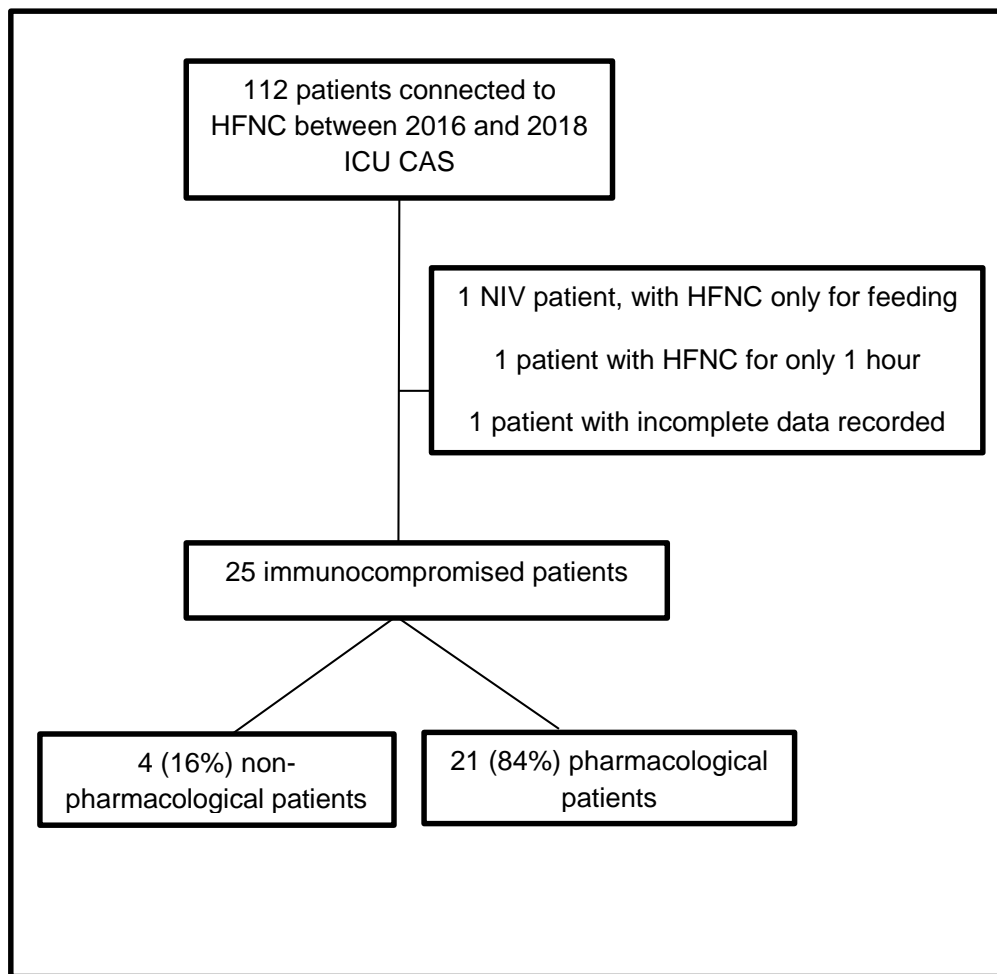 112 patients connected to
HFNC between 2016 and 2018
ICU CAS
1 NIV patient, with HFNC only for feeding
1 patient with HFNC for only 1 hour
1 patient with incomplete data recorded
25 immunocompromised patients
4 (16%) non-
pharmacological patients
21 (84%) pharmacological
patients